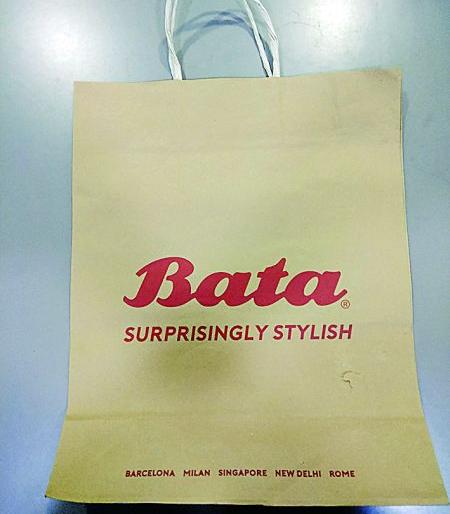 Bata®
SURPRISINGLY STYLISH
BARCELONA MILAN SINGAPORE NEW DELHI ROME